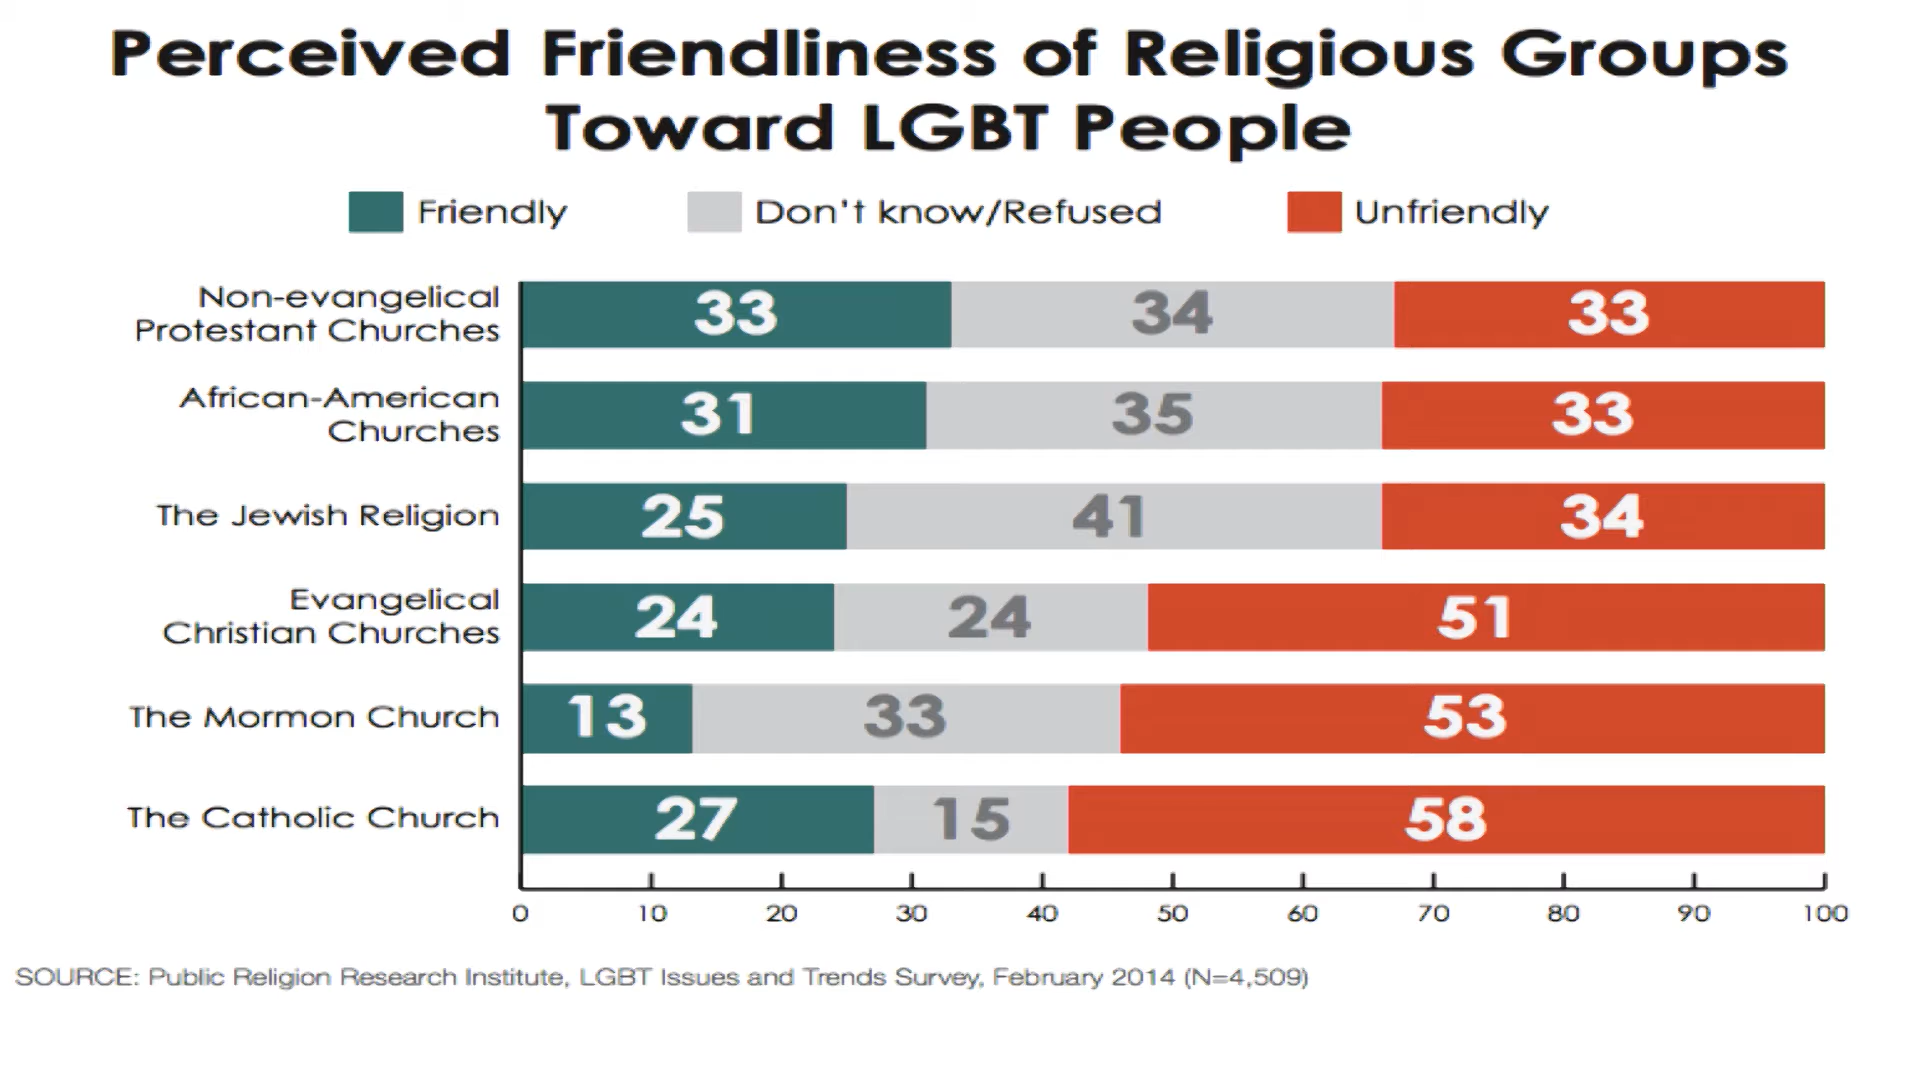 Perceived Friendliness of Religious Groups
Toward LGBT People
Friendly Don't know/Refused Unfriendly
Non-evangelical
Protestant Churches
33 34 33
African-American
Churches
31 35 33
The Jewish Religion 25 41 34
Evangelical
Christian Churches
24 24 51
The Mormon Church 13 33 53
The Catholic Church 27 15 58
0 10 20 30 40 50 60 70 80 90 100
SOURCE: Public Religion Research Institute, LGBT Issues and Trends Survey, February 2014 (N=4,509)